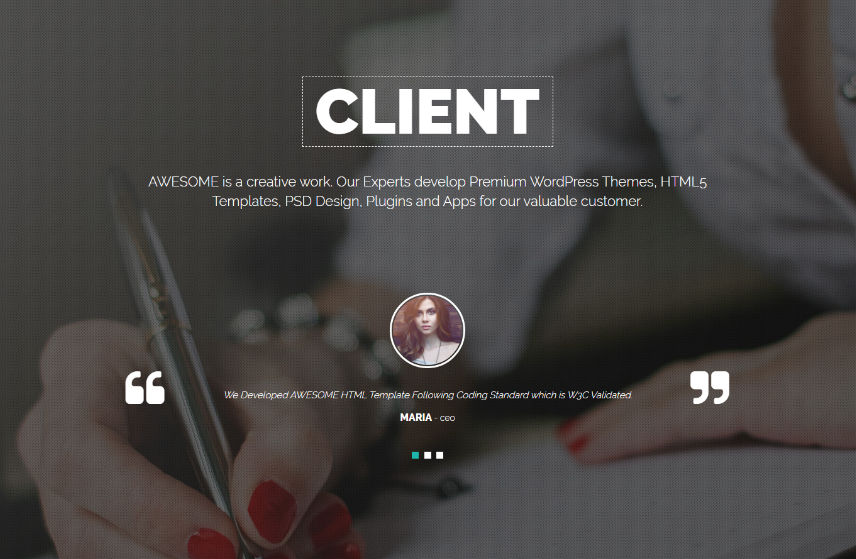 CLIENT
AWESOME is a creative work. Our Experts develop Premium WordPress Themes, HTML5
Templates, PSD Design, Plugins and Apps for our valuable customer.
“
We Developed AWESOME HTML Template Following Coding Standard which is W3C Validated.
”
MARIA - ceo